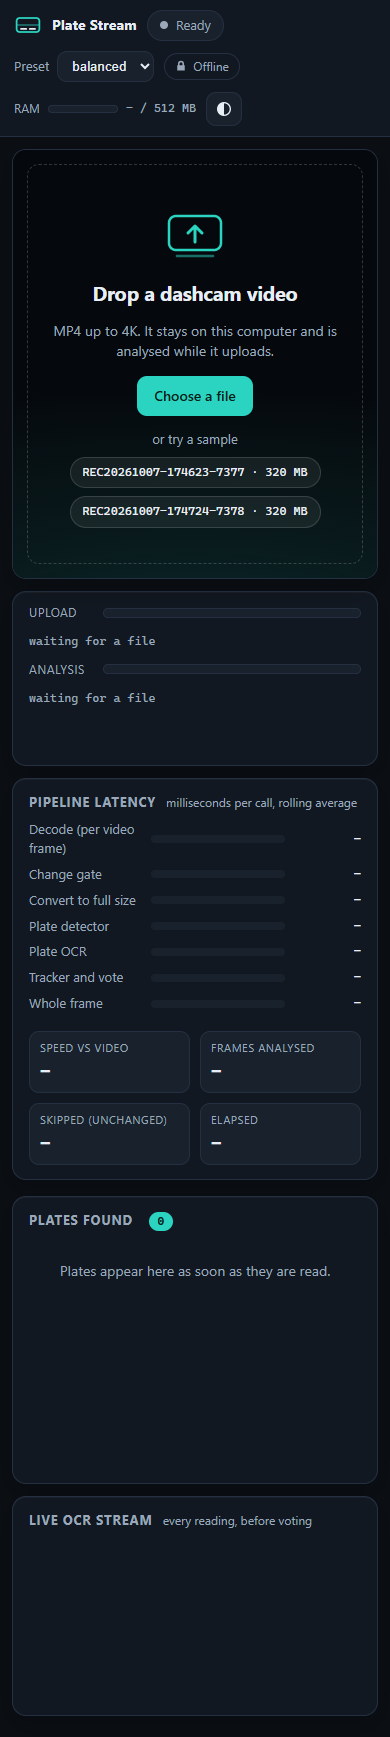 Plate Stream
Ready
Preset
balanced
Offline
RAM
– / 512 MB
Drop a dashcam video
MP4 up to 4K. It stays on this computer and is
analysed while it uploads.
Choose a file
or try a sample
REC20261007-174623-7377 · 320 MB
REC20261007-174724-7378 · 320 MB
UPLOAD
waiting for a file
ANALYSIS
waiting for a file
PIPELINE LATENCY milliseconds per call, rolling average
Decode (per video
frame) –
Change gate –
Convert to full size –
Plate detector –
Plate OCR –
Tracker and vote –
Whole frame –
SPEED VS VIDEO
–
FRAMES ANALYSED
–
SKIPPED (UNCHANGED)
–
ELAPSED
–
PLATES FOUND 0
Plates appear here as soon as they are read.
LIVE OCR STREAM every reading, before voting